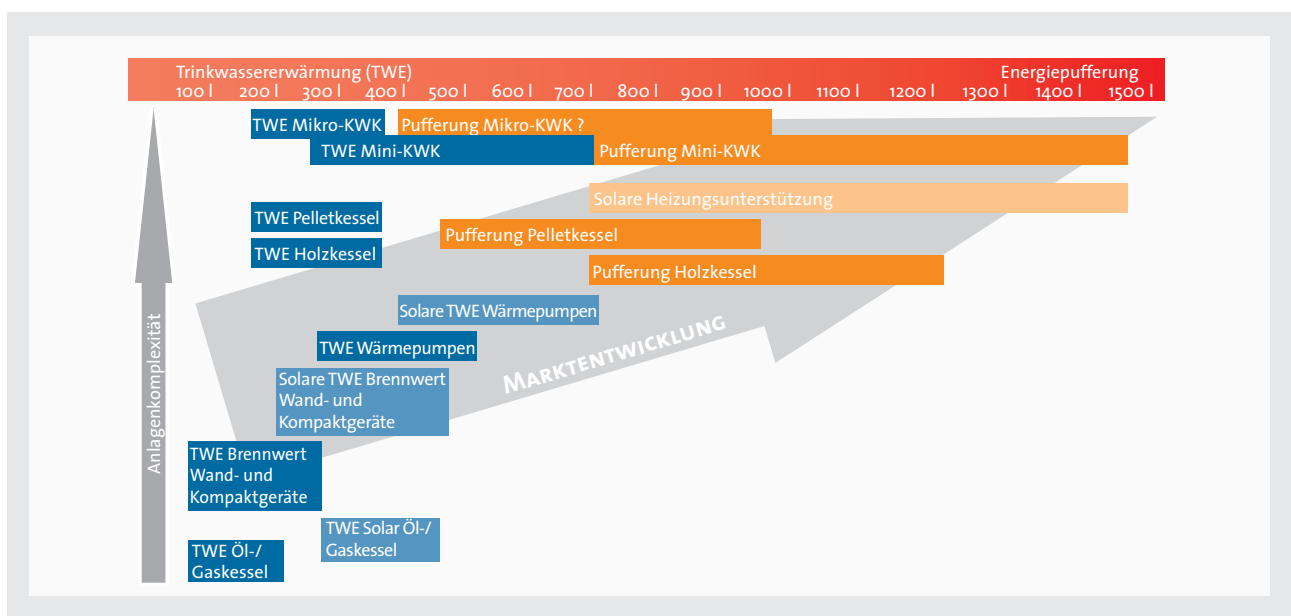 Trinkwassererwärmung (TWE) Energiepufferung
100 l 200 l 300 l 400 l 500 l 600 l 700 l 800 l 900 l 1000 l 1100 l 1200 l 1300 l 1400 l 1500 l
TWE Mikro-KWK Pufferung Mikro-KWK ?
TWE Mini-KWK Pufferung Mini-KWK
Solare Heizungsunterstützung
TWE Pelletkessel
Pufferung Pelletkessel
TWE Holzkessel
Pufferung Holzkessel
Solare TWE Wärmepumpen
Marktentwicklung
TWE Wärmepumpen
Solare TWE Brennwert
Wand- und
Kompaktgeräte
Anlagenkomplexität
TWE Brennwert
Wand- und
Kompaktgeräte
TWE Solar Öl-/
Gaskessel
TWE Öl-/
Gaskessel